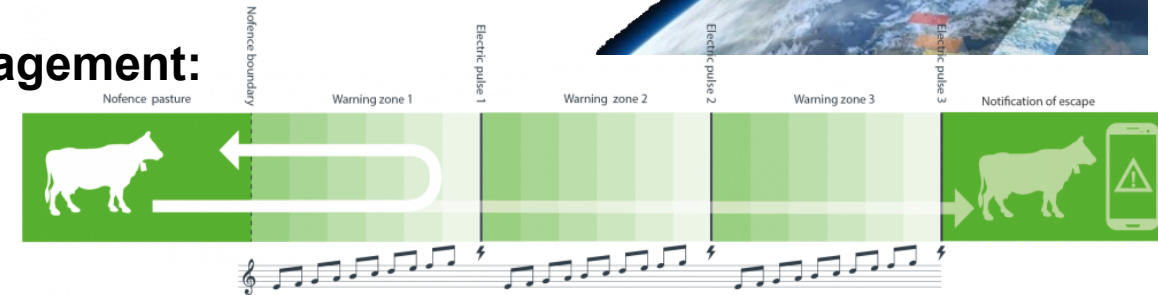 agement:
Nofence pasture
Nofence boundary
Warning zone 1
Electric pulse 1
Warning zone 2
Electric pulse 2
Warning zone 3
Electric pulse 3
Notification of escape